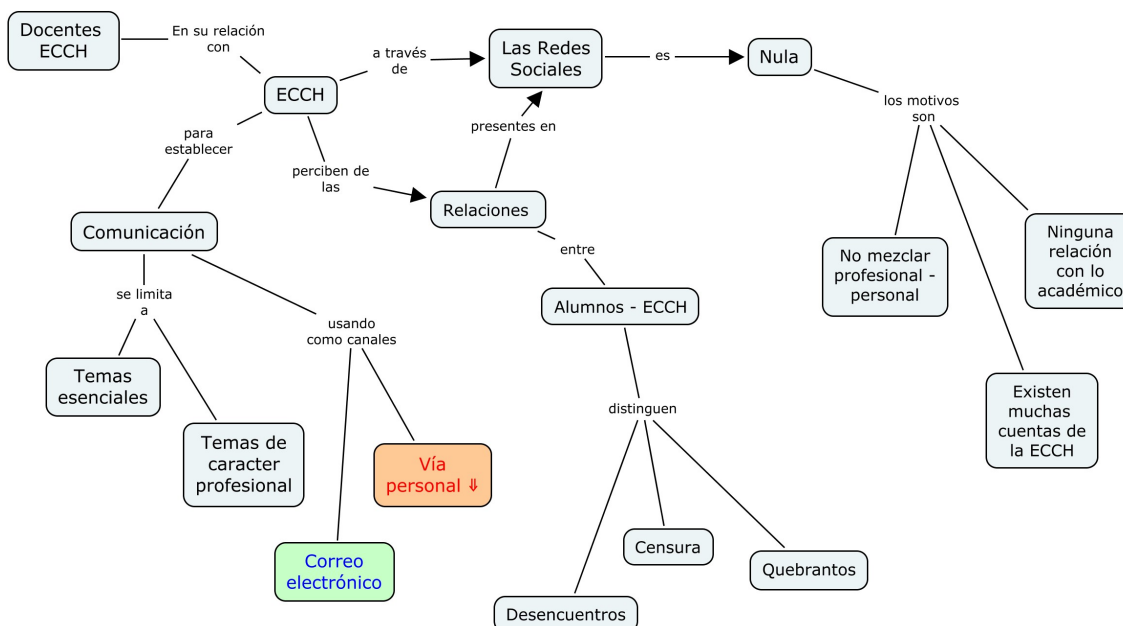 Docentes
ECCH
En su relación
con
ECCH
a través
de
Las Redes
Sociales
es
Nula
los motivos
son
No mezclar
profesional -
personal
Existen
muchas
cuentas de
la ECCH
Ninguna
relación
con lo
académico
presentes en
perciben de
las
Relaciones
entre
Alumnos - ECCH
distinguen
Desencuentros
Censura
Quebrantos
para
establecer
Comunicación
se limita
a
Temas
esenciales
Temas de
caracter
profesional
usando
como canales
Correo
electrónico
Vía
personal ⇓